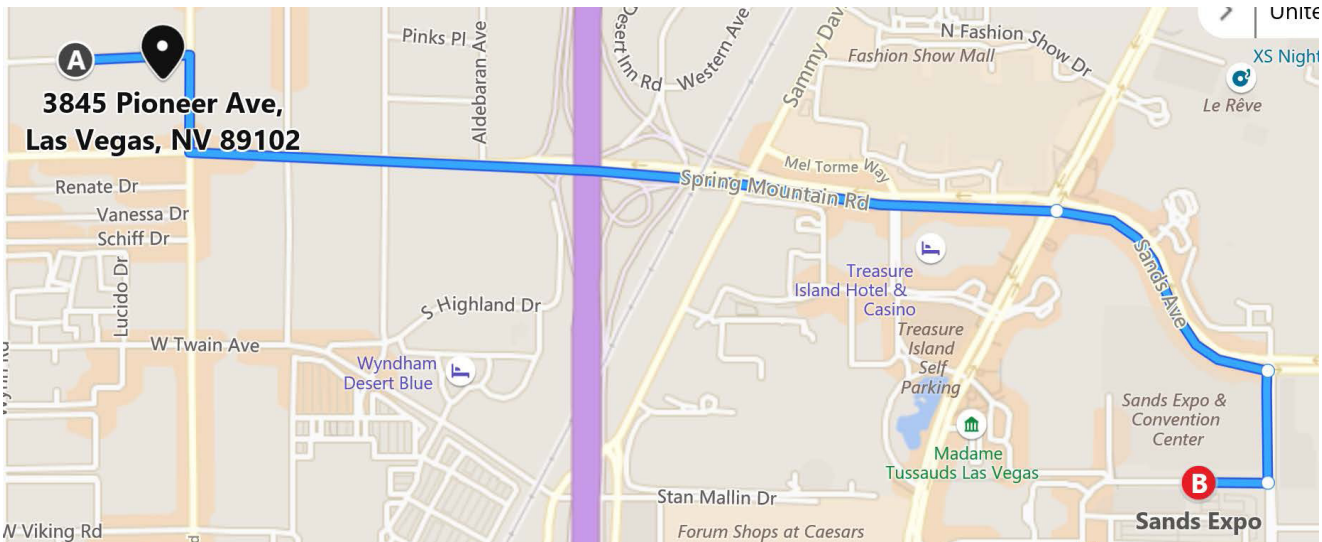 Unite
Pinks Pl
Aldebaran Ave
Desert Inn Rd
Western Ave
Sammy Dav
N Fashion Show Dr
Fashion Show Mall
XS Night
Le Rêve
A
3845 Pioneer Ave,
Las Vegas, NV 89102
Mel Torme Way
Spring Mountain Rd
Renate Dr
Vanessa Dr
Schiff Dr
Lucido Dr
Sands Ave
Treasure
Island Hotel &
Casino
S Highland Dr
Treasure
Island
Self
Parking
W Twain Ave
Wyndham
Desert Blue
Sands Expo &
Convention
Center
Madame
Tussauds Las Vegas
B
Sands Expo
Stan Mallin Dr
Forum Shops at Caesars
W Viking Rd